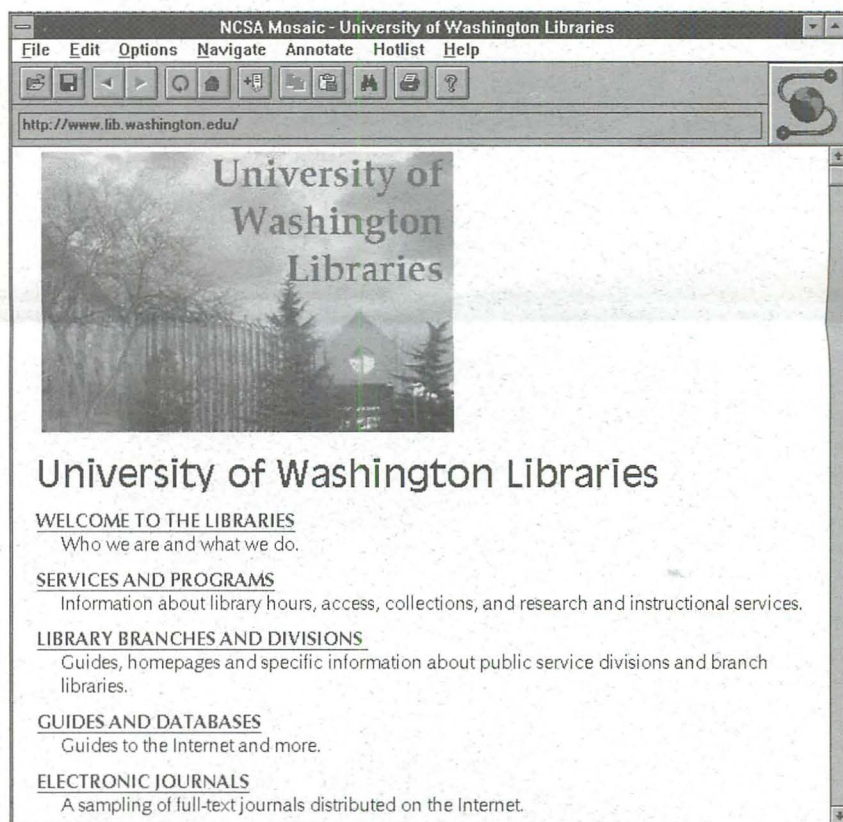 NCSA Mosaic - University of Washington Libraries
File Edit Options Navigate Annotate Hotlist Help
http://www.lib.washington.edu/
University of
Washington
Libraries
University of Washington Libraries
WELCOME TO THE LIBRARIES
Who we are and what we do.
SERVICES AND PROGRAMS
Information about library hours, access, collections, and research and instructional services.
LIBRARY BRANCHES AND DIVISIONS
Guides, homepages and specific information about public service divisions and branch
libraries.
GUIDES AND DATABASES
Guides to the Internet and more.
ELECTRONIC JOURNALS
A sampling of full-text journals distributed on the Internet.